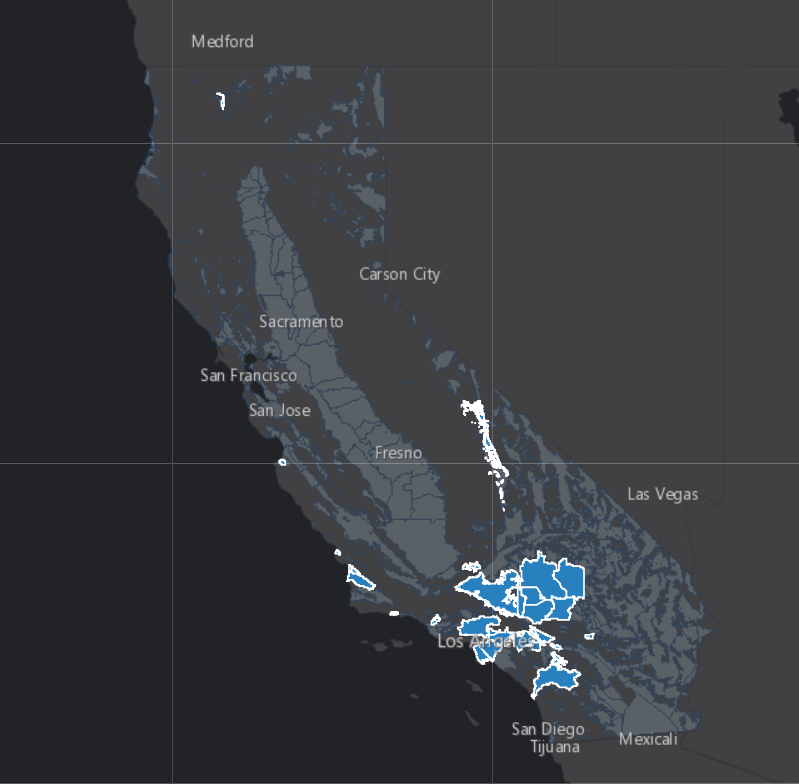 Medford
Carson City
Sacramento
San Francisco
San Jose
Fresno
Las Vegas
Los Angeles
San Diego
Tijuana
Mexicali